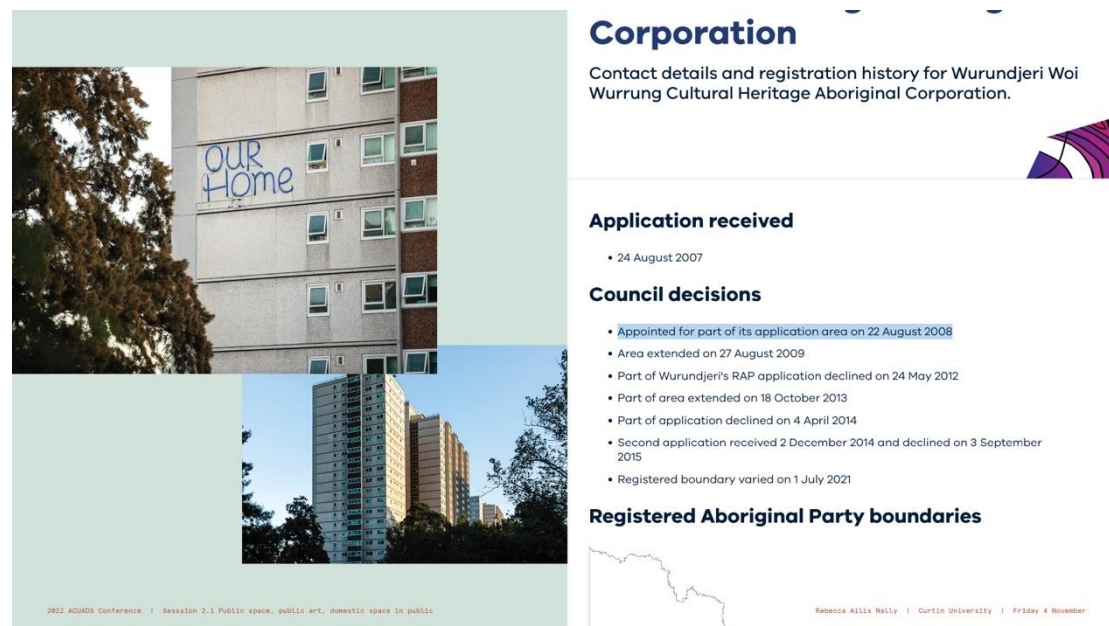 OUR
Home
2022 ACUADS Conference | Sesssion 2.1 Public space, public art, domestic space in public
Corporation
Contact details and registration history for Wurundjeri Woi
Wurrung Cultural Heritage Aboriginal Corporation.
Application received
• 24 August 2007
Council decisions
• Appointed for part of its application area on 22 August 2008
• Area extended on 27 August 2009
• Part of Wurundjeri's RAP application declined on 24 May 2012
• Part of area extended on 18 October 2013
• Part of application declined on 4 April 2014
• Second application received 2 December 2014 and declined on 3 September
2015
• Registered boundary varied on 1 July 2021
Registered Aboriginal Party boundaries
Rebecca Ailis Nally | Curtin University | Friday 4 November